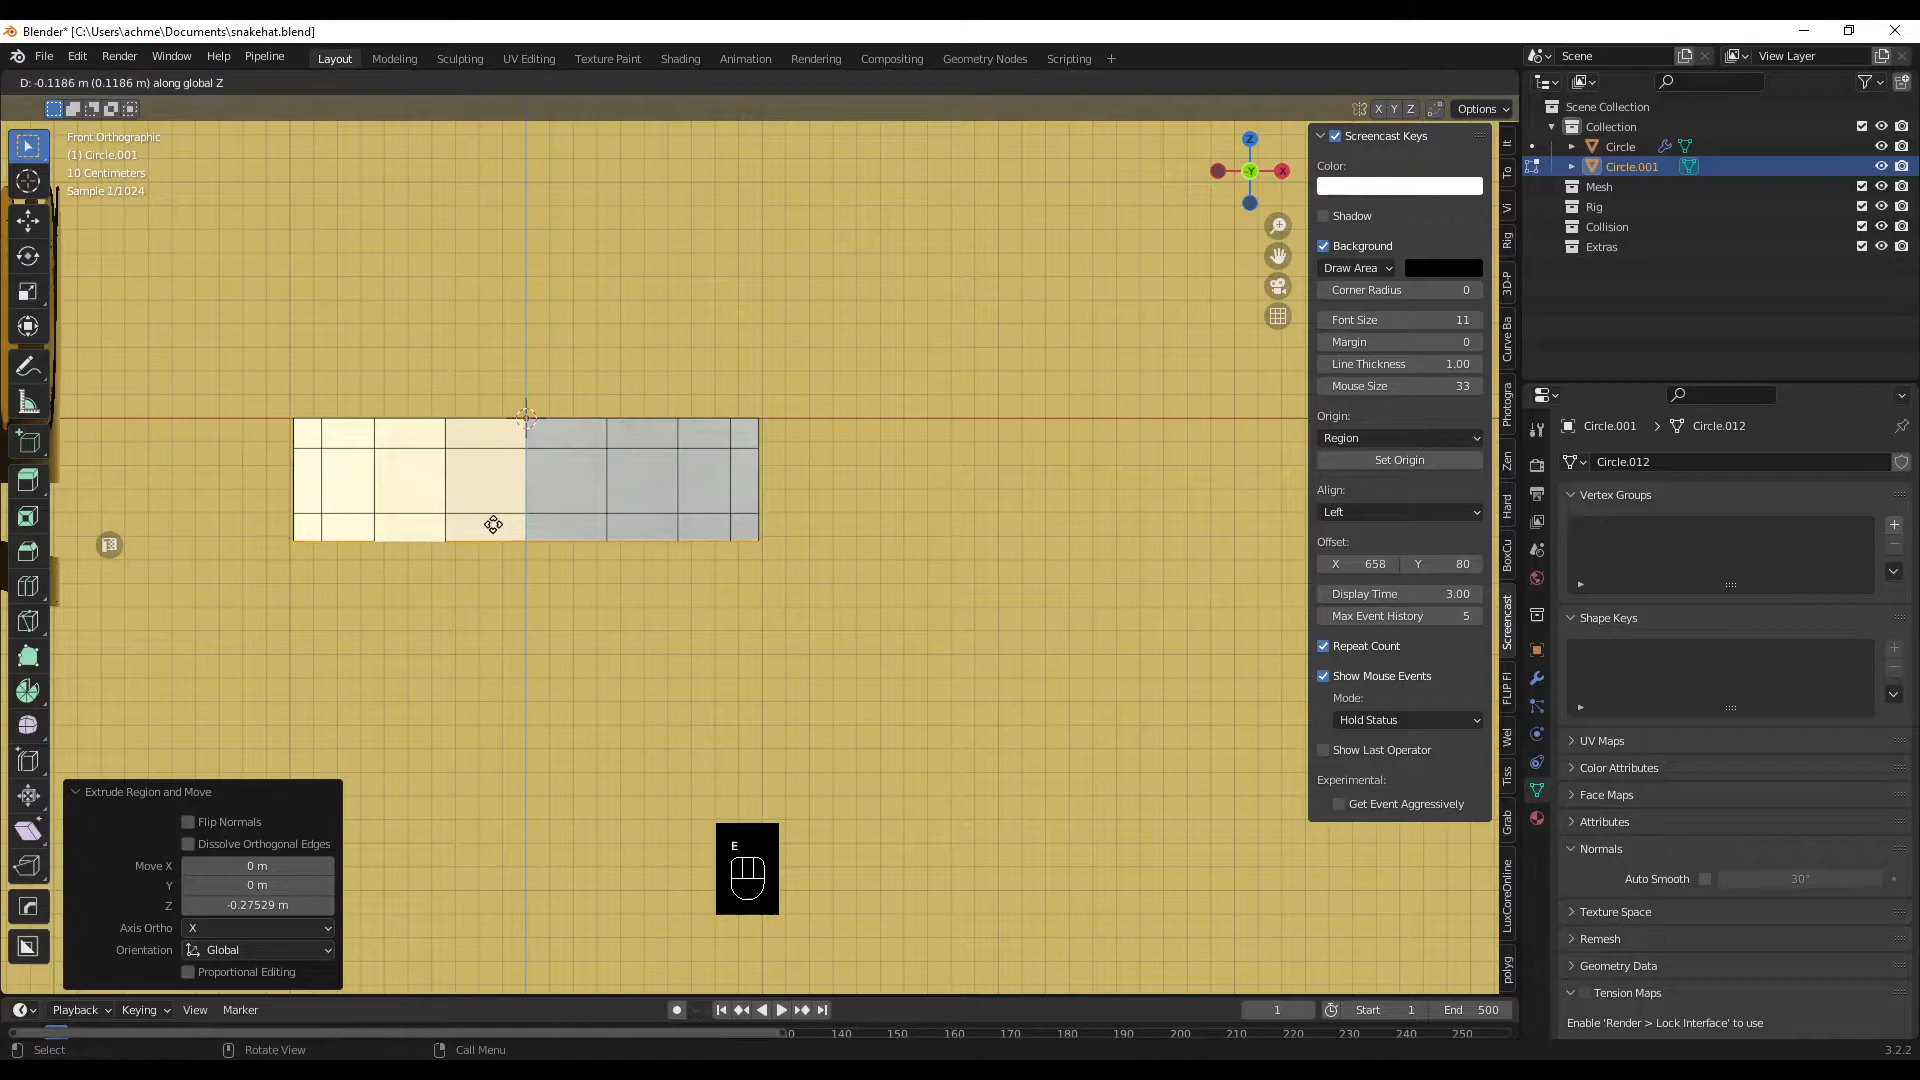 Blender* [C:\Users\achme\Documents\snakehat.blend]
File Edit Render Window Help Pipeline
Layout Modeling Sculpting UV Editing Texture Paint Shading Animation Rendering Compositing Geometry Nodes Scripting +
Scene
View Layer
D: -0.1186 m (0.1186 m) along global Z
X Y Z
Options
Front Orthographic
(1) Circle.001
10 Centimeters
Sample 1/1024
Z
-Y
X
Screencast Keys
Color:
Shadow
Background
Draw Area
Corner Radius 0
Font Size 11
Margin 0
Line Thickness 1.00
Mouse Size 33
Origin:
Region
Set Origin
Align:
Left
Offset:
X 658 Y 80
Display Time 3.00
Max Event History 5
Repeat Count
Show Mouse Events
Mode:
Hold Status
Show Last Operator
Experimental:
Get Event Aggressively
It
To
Vi
Rig
3D-P
Curve Ba
Photogra
Zen
Hard
BoxCu
Screencast
FLIP Fl
Wel
Tiss
Grab
LuxCoreOnline
polyg
Scene Collection
Collection
Circle
Circle.001
Mesh
Rig
Collision
Extras
Circle.001 > Circle.012
Circle.012
Vertex Groups
Shape Keys
UV Maps
Color Attributes
Face Maps
Attributes
Normals
Auto Smooth 30°
Texture Space
Remesh
Geometry Data
Tension Maps
Enable 'Render > Lock Interface' to use
Extrude Region and Move
Flip Normals
Dissolve Orthogonal Edges
Move X 0 m
Y 0 m
Z -0.27529 m
Axis Ortho X
Orientation Global
Proportional Editing
E
Playback Keying View Marker
1
Start 1
End 500
30 140 150 160 170 180 190 200 210 220 230 240 250
Select Rotate View Call Menu
3.2.2